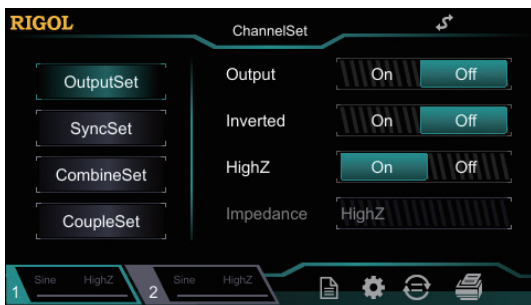 RIGOL
ChannelSet
OutputSet
SyncSet
CombineSet
CoupleSet
Output On Off
Inverted On Off
HighZ On Off
Impedance HighZ
1 Sine HighZ
2 Sine HighZ